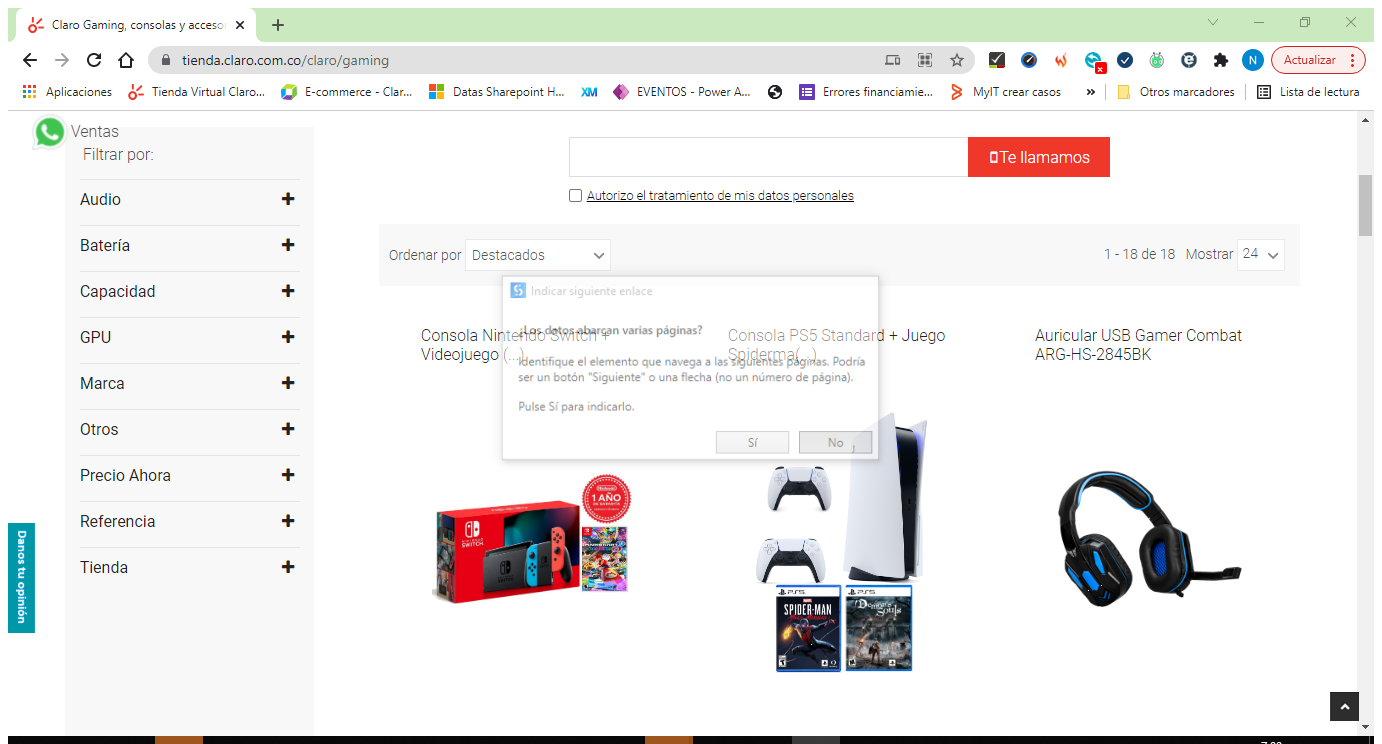 Claro Gaming, consolas y acceso
tienda.claro.com.co/claro/gaming
N
Actualizar
Aplicaciones
Tienda Virtual Claro...
E-commerce - Clar...
Datas Sharepoint H...
XM
EVENTOS - Power A...
Errores financiamie...
MyIT crear casos
»
Otros marcadores
Lista de lectura
Ventas
Filtrar por:
Audio
Batería
Capacidad
GPU
Marca
Otros
Precio Ahora
Referencia
Tienda
Danos tu opinión
Te llamamos
Autorizo el tratamiento de mis datos personales
Ordenar por Destacados
1 - 18 de 18 Mostrar 24
Indicar siguiente enlace
¿Los datos abarcan varias páginas?
Identifique el elemento que navega a las siguientes páginas. Podría
ser un botón "Siguiente" o una flecha (no un número de página).
Pulse Sí para indicarlo.
Sí
No
Consola Nintendo Switch +
Videojuego (...)
Consola PS5 Standard + Juego
Spiderma(...)
Auricular USB Gamer Combat
ARG-HS-2845BK
Nintendo
1 AÑO
SWITCH
PS5
SPIDER-MAN
PS5
Demon's
Souls